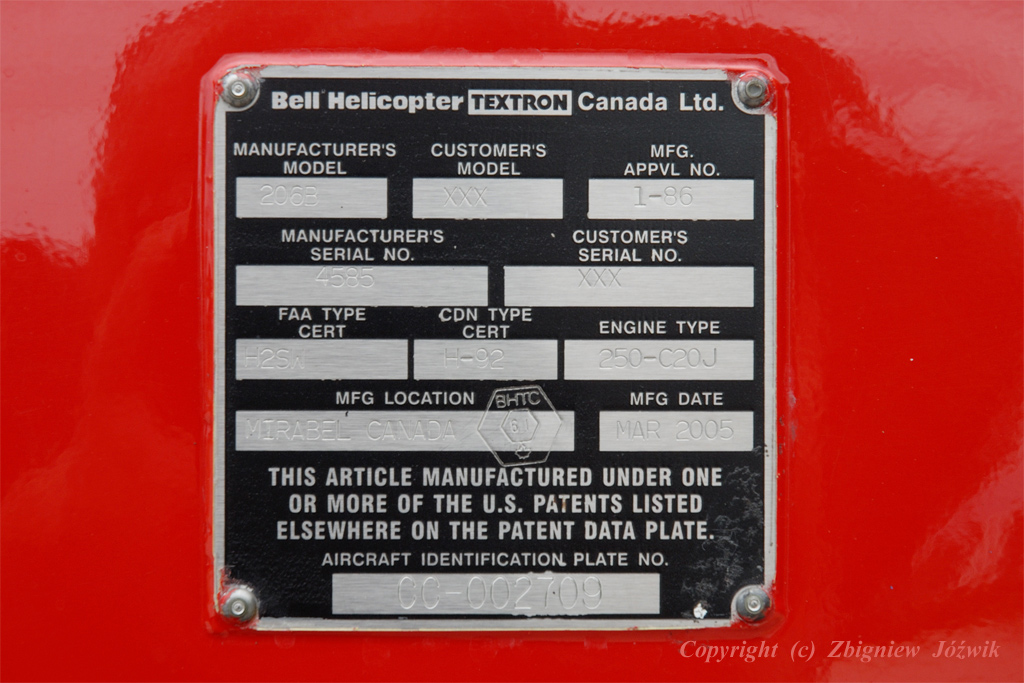 Bell Helicopter TEXTRON Canada Ltd.
MANUFACTURER'S MODEL
CUSTOMER'S MODEL
MFG. APPVL NO.
206B
XXX
1-86
MANUFACTURER'S SERIAL NO.
CUSTOMER'S SERIAL NO.
4585
XXX
FAA TYPE CERT
CDN TYPE CERT
ENGINE TYPE
H2SW
H-92
250-C20J
MFG LOCATION
MFG DATE
BHTC
MIRABEL CANADA
MAR 2005
THIS ARTICLE MANUFACTURED UNDER ONE
OR MORE OF THE U.S. PATENTS LISTED
ELSEWHERE ON THE PATENT DATA PLATE.
AIRCRAFT IDENTIFICATION PLATE NO.
CC-002709
Copyright (c) Zbigniew Jóźwik